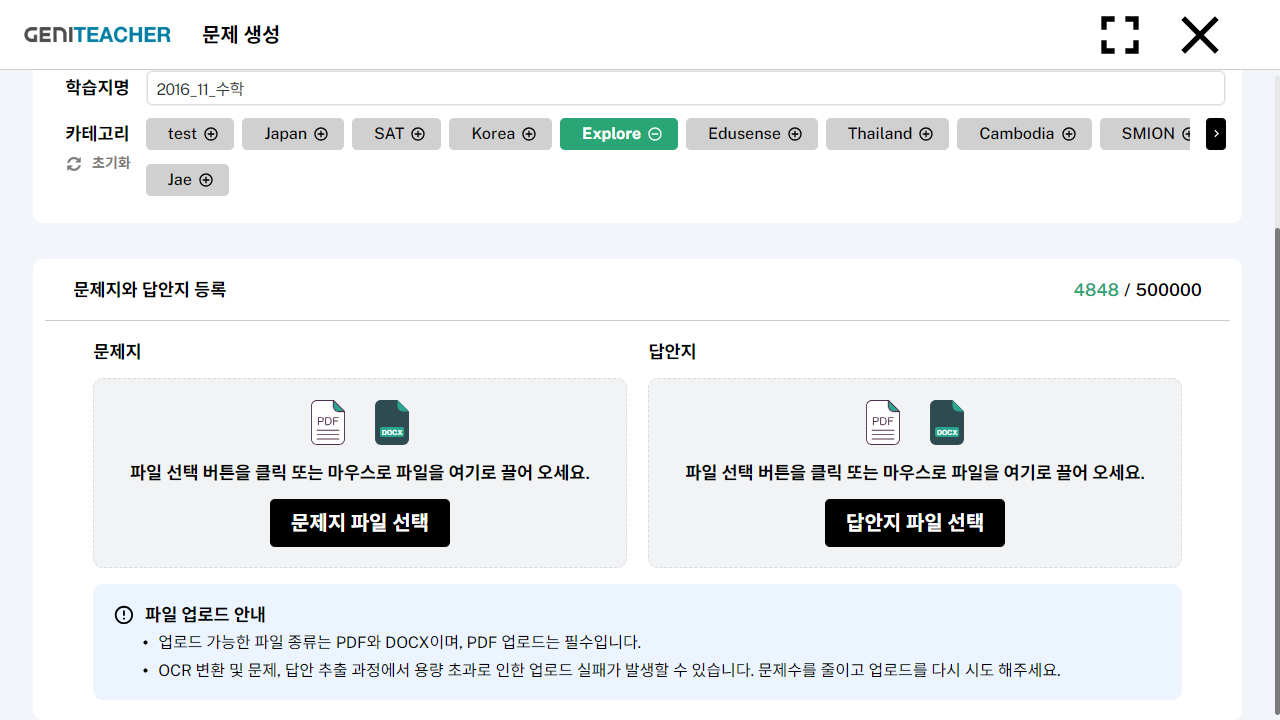 GENITEACHER 문제 생성
학습지명 2016_11_수학
카테고리 test Japan SAT Korea Explore Edusense Thailand Cambodia SMION
초기화
Jae
문제지와 답안지 등록 4848 / 500000
문제지 답안지
PDF DOCX PDF DOCX
파일 선택 버튼을 클릭 또는 마우스로 파일을 여기로 끌어 오세요. 파일 선택 버튼을 클릭 또는 마우스로 파일을 여기로 끌어 오세요.
문제지 파일 선택 답안지 파일 선택
파일 업로드 안내
• 업로드 가능한 파일 종류는 PDF와 DOCX이며, PDF 업로드는 필수입니다.
• OCR 변환 및 문제, 답안 추출 과정에서 용량 초과로 인한 업로드 실패가 발생할 수 있습니다. 문제수를 줄이고 업로드를 다시 시도 해주세요.